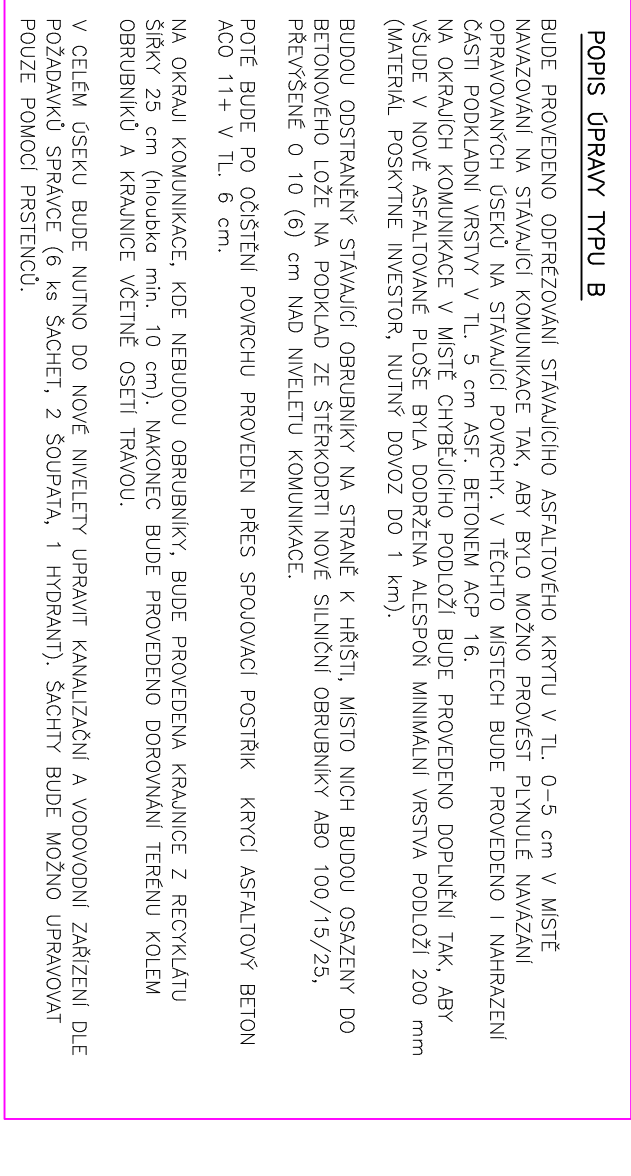 POPIS ÚPRAVY TYPU B
BUDE PROVEDENO ODFRÉZOVÁNÍ STÁVAJÍCÍHO ASFALTOVÉHO KRYTU V TL. 0–5 cm V MÍSTĚ
NAVAZOVÁNÍ NA STÁVAJÍCÍ KOMUNIKACE TAK, ABY BYLO MOŽNO PROVÉST PLYNULÉ NAVÁZÁNÍ
OPRAVOVANÝCH ÚSEKŮ NA STÁVAJÍCÍ POVRCHY. V TĚCHTO MÍSTECH BUDE PROVEDENO I NAHRAZENÍ
ČÁSTI PODKLADNÍ VRSTVY V TL. 5 cm ASF. BETONEM ACP 16.
NA OKRAJÍCH KOMUNIKACE V MÍSTĚ CHYBĚJÍCÍHO PODLOŽÍ BUDE PROVEDENO DOPLNĚNÍ TAK, ABY
VŠUDE V NOVĚ ASFALTOVANÉ PLOŠE BYLA DODRŽENA ALESPOŇ MINIMÁLNÍ VRSTVA PODLOŽÍ 200 mm
(MATERIÁL POSKYTNE INVESTOR, NUTNÝ DOVOZ DO 1 km).
BUDOU ODSTRANĚNÝ STÁVAJÍCÍ OBRUBNÍKY NA STRANĚ K HŘIŠTI, MÍSTO NICH BUDOU OSAZENY DO
BETONOVÉHO LOŽE NA PODKLAD ZE ŠTĚRKODRTI NOVÉ SILNIČNÍ OBRUBNÍKY ABO 100/15/25,
PŘEVÝŠENÉ O 10 (6) cm NAD NIVELETU KOMUNIKACE.
POTÉ BUDE PO OČIŠTĚNÍ POVRCHU PROVEDEN PŘES SPOJOVACÍ POSTŘIK KRYCÍ ASFALTOVÝ BETON
ACO 11+ V TL. 6 cm.
NA OKRAJI KOMUNIKACE, KDE NEBUDOU OBRUBNÍKY, BUDE PROVEDENA KRAJNICE Z RECYKLÁTU
ŠÍŘKY 25 cm (hloubka min. 10 cm). NAKONEC BUDE PROVEDENO DOROVNÁNÍ TERÉNU KOLEM
OBRUBNÍKŮ A KRAJNICE VČETNĚ OSETÍ TRÁVOU.
V CELÉM ÚSEKU BUDE NUTNO DO NOVÉ NIVELETY UPRAVIT KANALIZAČNÍ A VODOVODNÍ ZAŘÍZENÍ DLE
POŽADAVKŮ SPRÁVCE (6 ks ŠACHET, 2 ŠOUPATA, 1 HYDRANT). ŠACHTY BUDE MOŽNO UPRAVOVAT
POUZE POMOCÍ PRSTENCŮ.